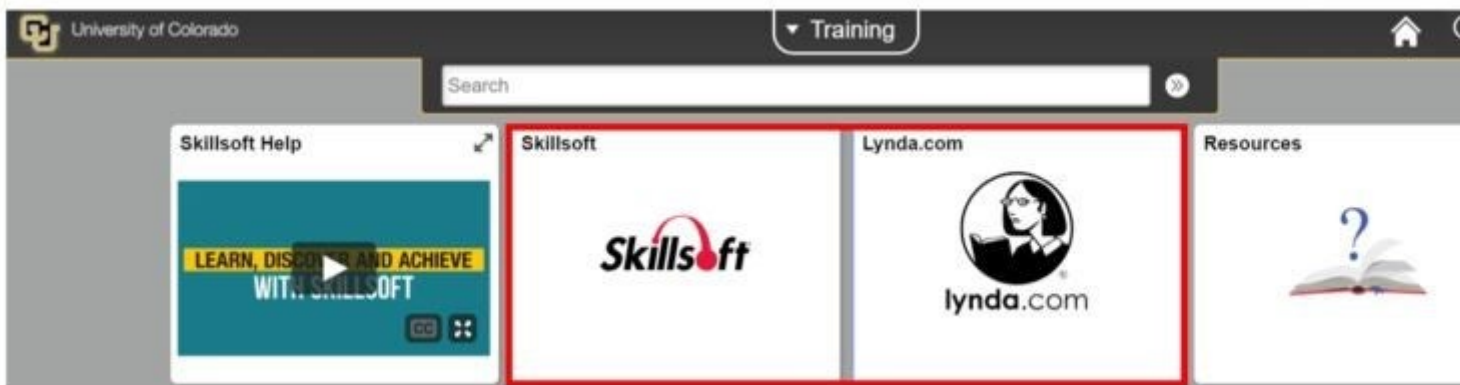 University of Colorado
Training
Search
Skillsoft Help
Skillsoft
Lynda.com
Resources
LEARN, DISCOVER AND ACHIEVE
WITH SKILLSOFT
CC
Skillsoft
lynda.com
?